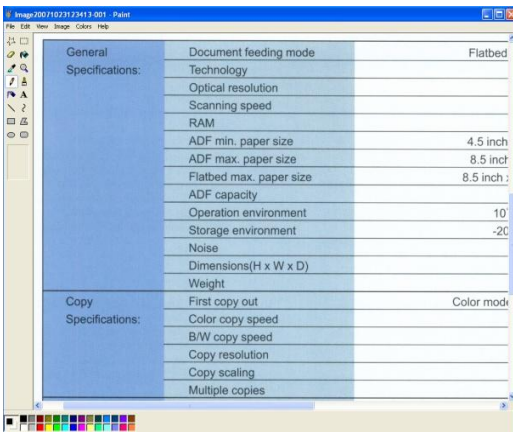 Image20071023123413-001 - Paint
File Edit View Image Colors Help
General Specifications:
Document feeding mode Flatbed
Technology
Optical resolution
Scanning speed
RAM
ADF min. paper size 4.5 inch
ADF max. paper size 8.5 inch
Flatbed max. paper size 8.5 inch
ADF capacity
Operation environment 10
Storage environment -20
Noise
Dimensions(H x W x D)
Weight
Copy Specifications:
First copy out Color mode
Color copy speed
B/W copy speed
Copy resolution
Copy scaling
Multiple copies